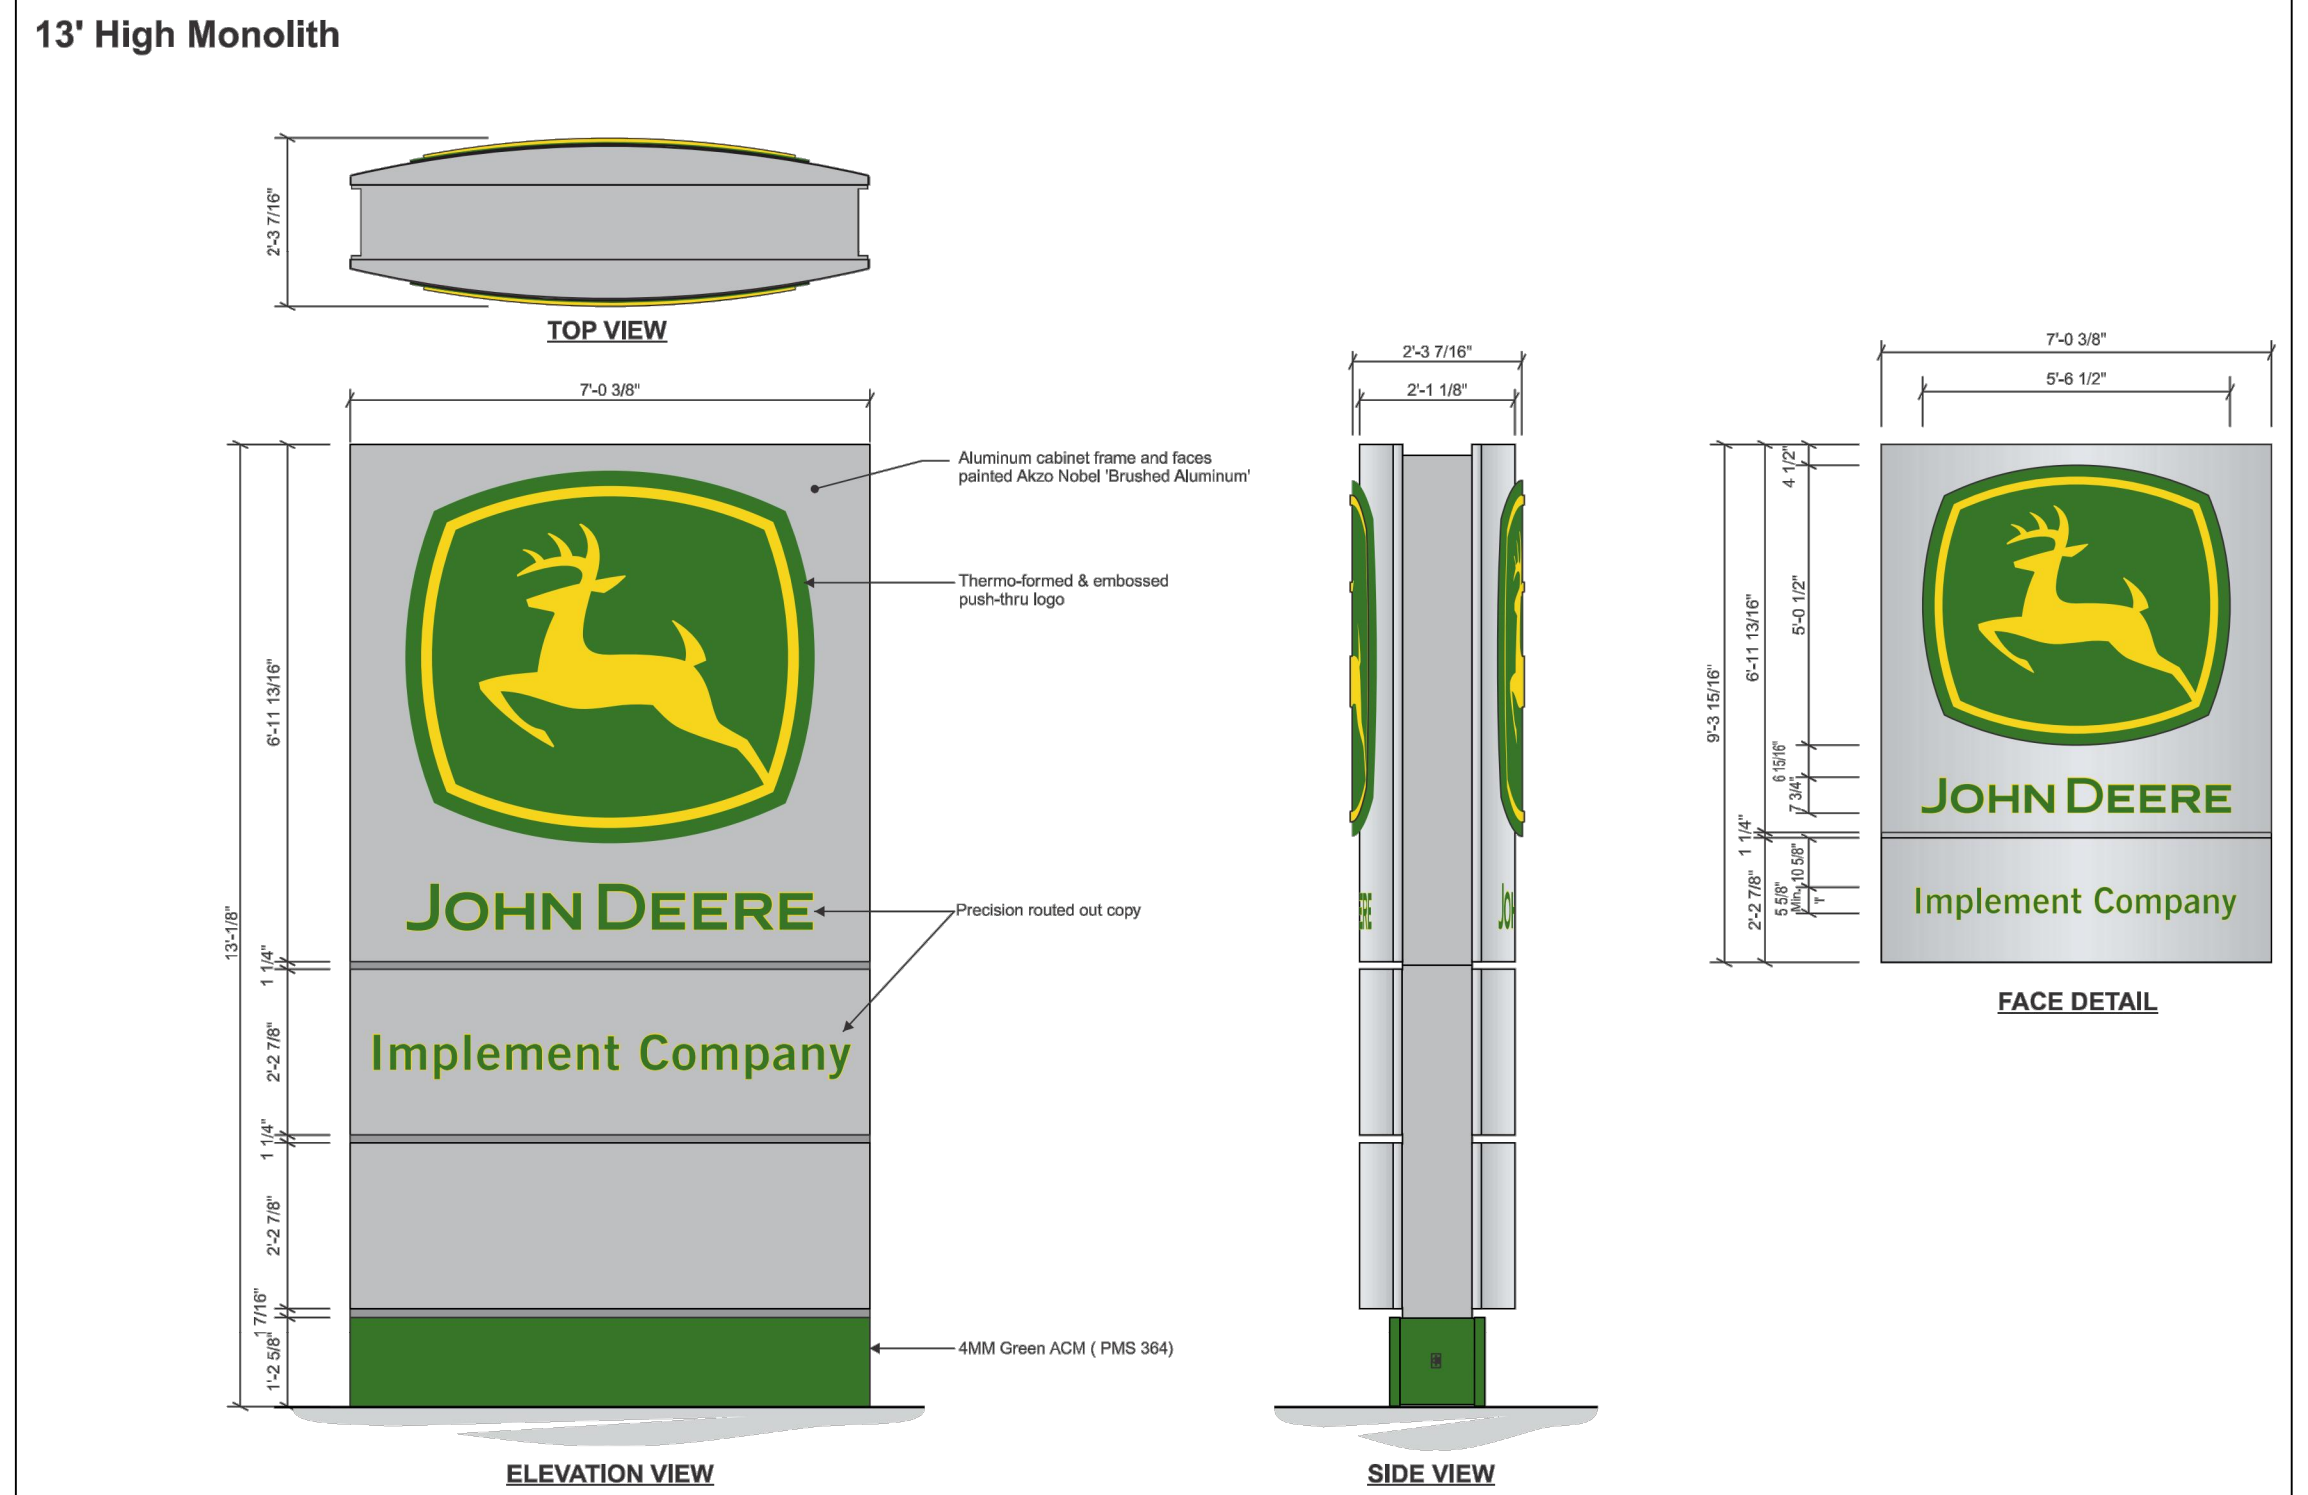 13' High Monolith
2'-3 7/16"
TOP VIEW
7'-0 3/8"
13'-1/8"
6'-11 13/16"
1 1/4"
2'-2 7/8"
1 1/4"
2'-2 7/8"
1 7/16"
1'-2 5/8"
JOHN DEERE
Implement Company
Aluminum cabinet frame and faces
painted Akzo Nobel 'Brushed Aluminum'
Thermo-formed & embossed
push-thru logo
Precision routed out copy
4MM Green ACM ( PMS 364)
ELEVATION VIEW
2'-3 7/16"
2'-1 1/8"
ERE
JOH
SIDE VIEW
7'-0 3/8"
5'-6 1/2"
9'-3 15/16"
6'-11 13/16"
1 1/4"
2'-2 7/8"
4 1/2"
5'-0 1/2"
6 15/16"
7 3/4"
10 5/8"
5 5/8"
Min.
"I"
JOHN DEERE
Implement Company
FACE DETAIL